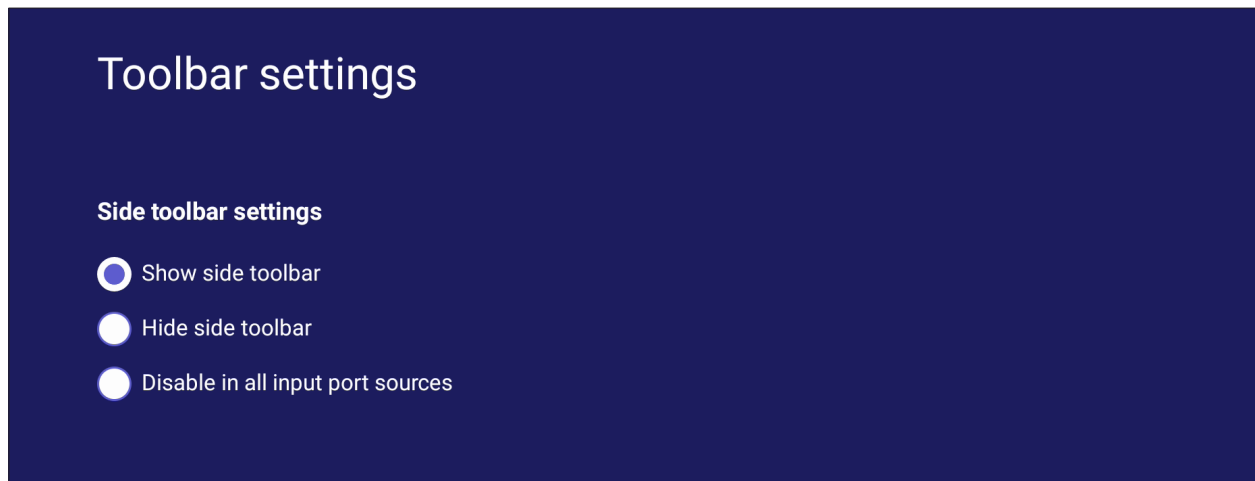 Toolbar settings
Side toolbar settings
Show side toolbar
Hide side toolbar
Disable in all input port sources